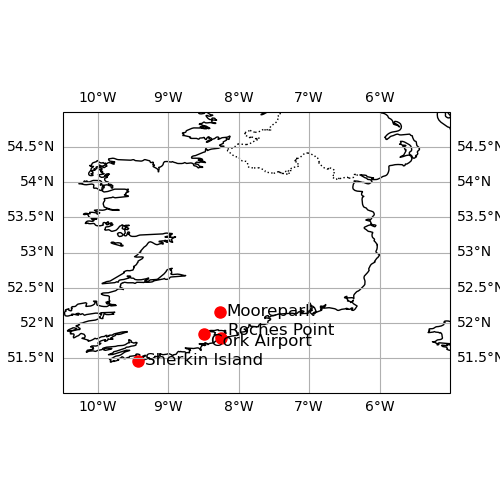 10°W 9°W 8°W 7°W 6°W
54.5°N 54.5°N
54°N 54°N
53.5°N 53.5°N
53°N 53°N
52.5°N 52.5°N
Moorepark
52°N 52°N
Roches Point
Cork Airport
51.5°N Sherkin Island 51.5°N
10°W 9°W 8°W 7°W 6°W